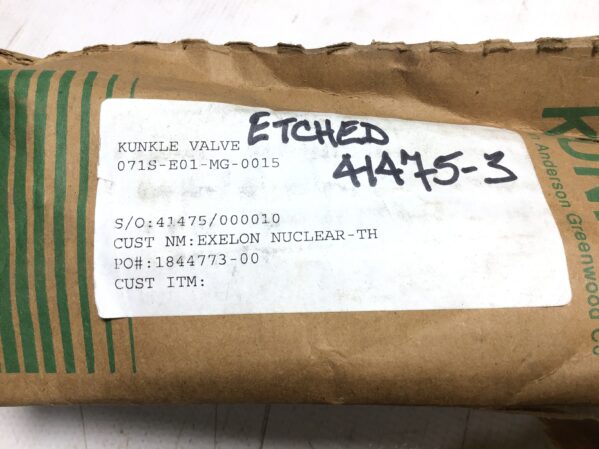 KUNKLE VALVE ETCHED
071S-E01-MG-0015 41475-3
S/O:41475/000010
CUST NM:EXELON NUCLEAR-TH
PO#:1844773-00
CUST ITM:
Anderson Greenwood Co